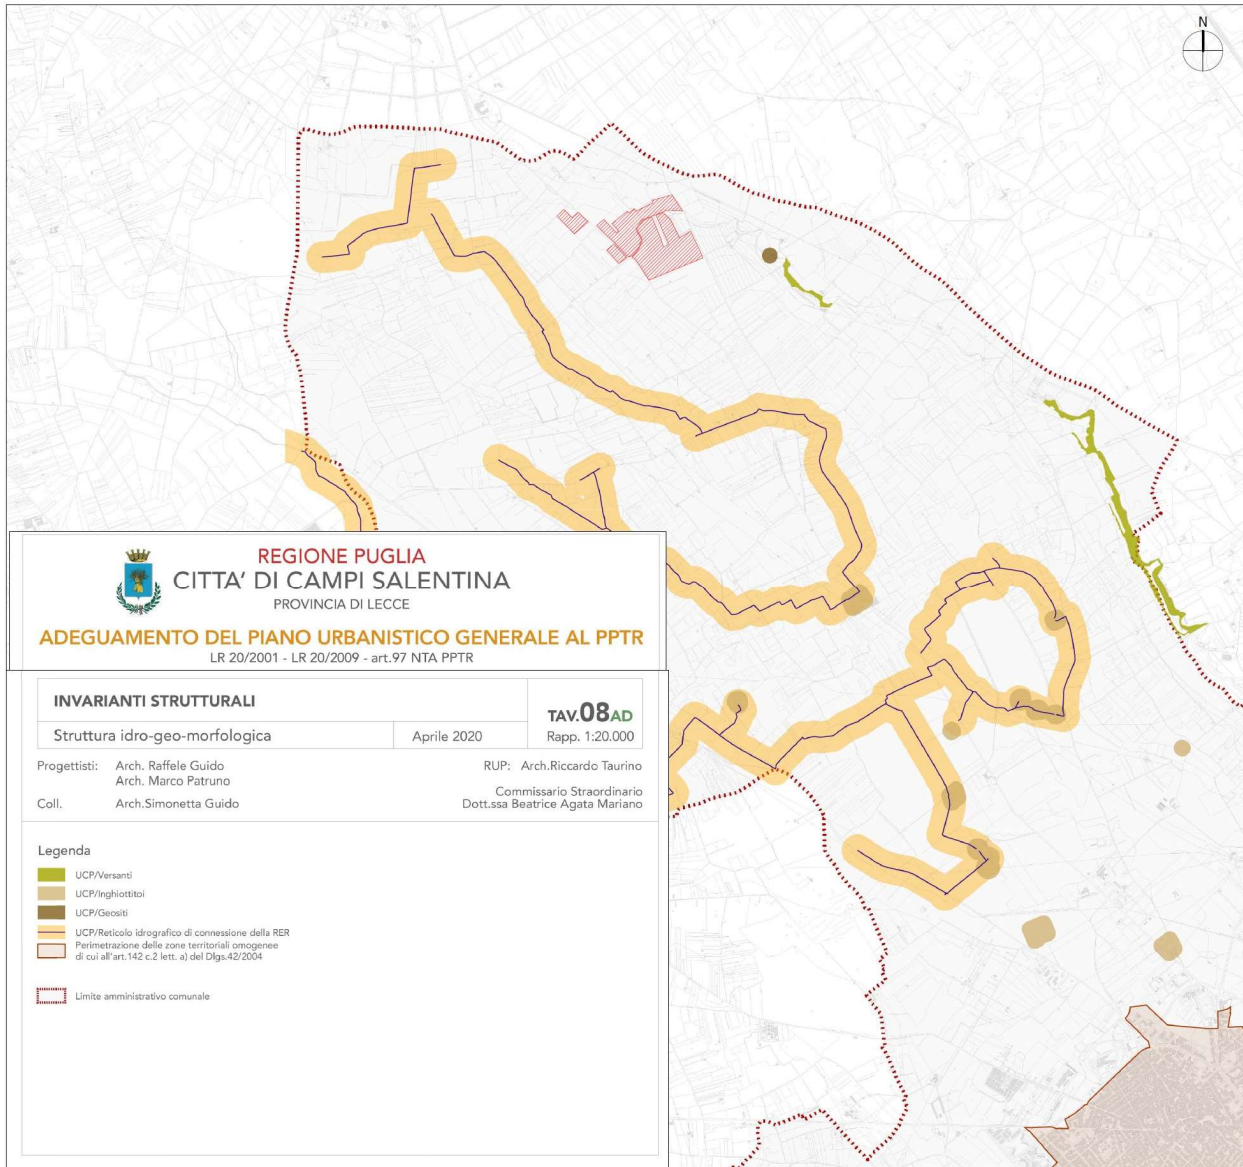 N
REGIONE PUGLIA
CITTA' DI CAMPI SALENTINA
PROVINCIA DI LECCE
ADEGUAMENTO DEL PIANO URBANISTICO GENERALE AL PPTR
LR 20/2001 - LR 20/2009 - art.97 NTA PPTR
INVARIANTI STRUTTURALI
Struttura idro-geo-morfologica
Aprile 2020
TAV.08AD
Rapp. 1:20.000
Progettisti: Arch. Raffele Guido
Arch. Marco Patruno
Coll. Arch.Simonetta Guido
RUP: Arch.Riccardo Taurino
Commissario Straordinario
Dott.ssa Beatrice Agata Mariano
Legenda
UCP/Versanti
UCP/Inghiottitoi
UCP/Geositi
UCP/Reticolo idrografico di connessione della RER
Perimetrazione delle zone territoriali omogenee
di cui all'art.142 c.2 lett. a) del Dlgs.42/2004
Limite amministrativo comunale